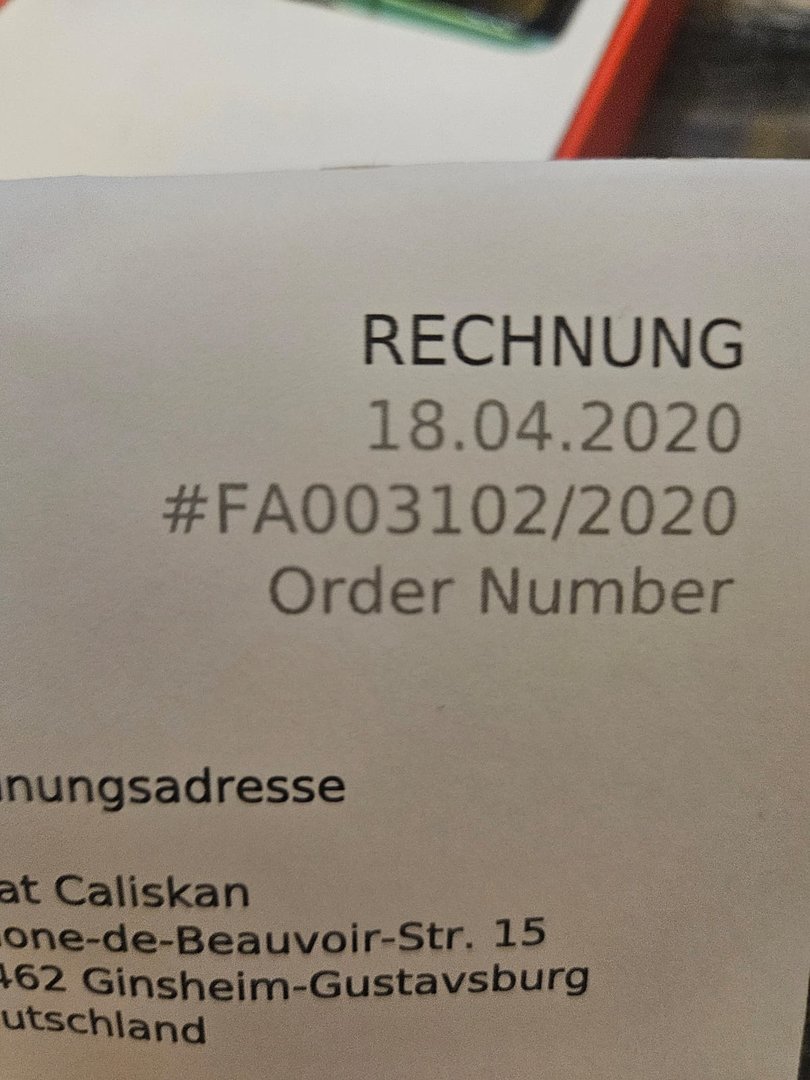 RECHNUNG
18.04.2020
#FA003102/2020
Order Number
nungsadresse
at Caliskan
one-de-Beauvoir-Str. 15
462 Ginsheim-Gustavsburg
utschland